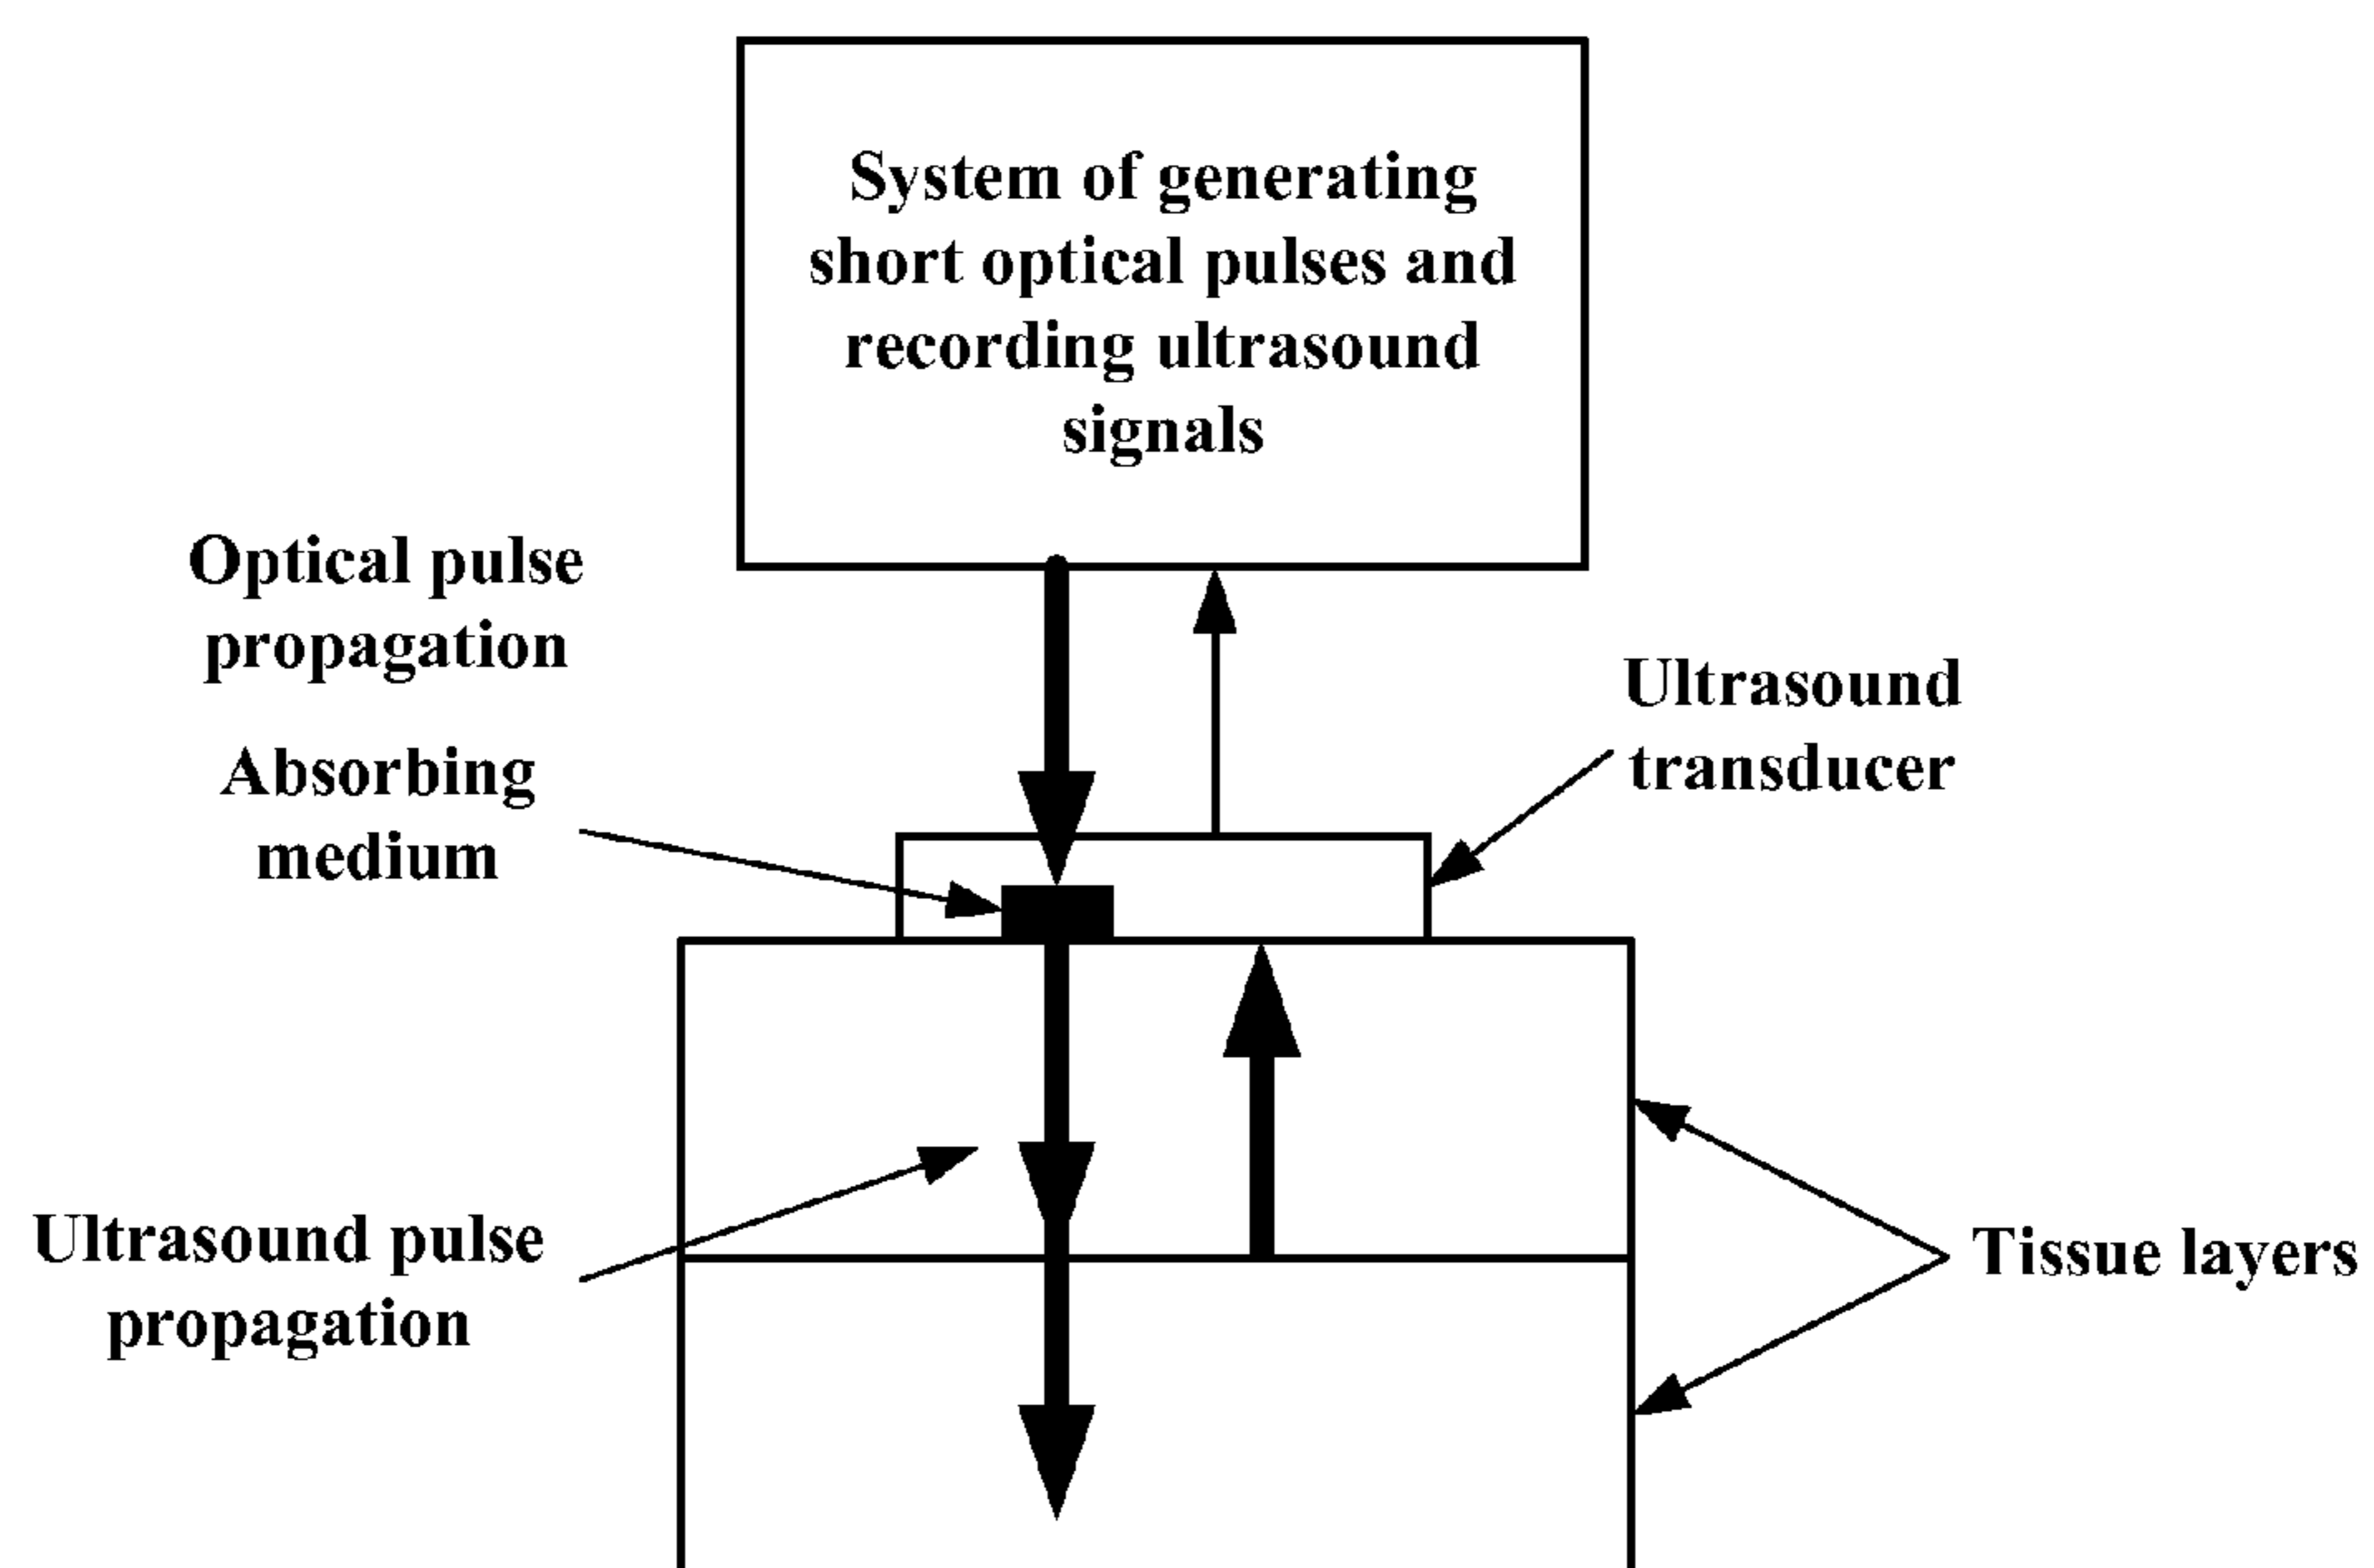 System of generating
short optical pulses and
recording ultrasound
signals
Optical pulse
propagation
Absorbing
medium
Ultrasound
transducer
Ultrasound pulse
propagation
Tissue layers